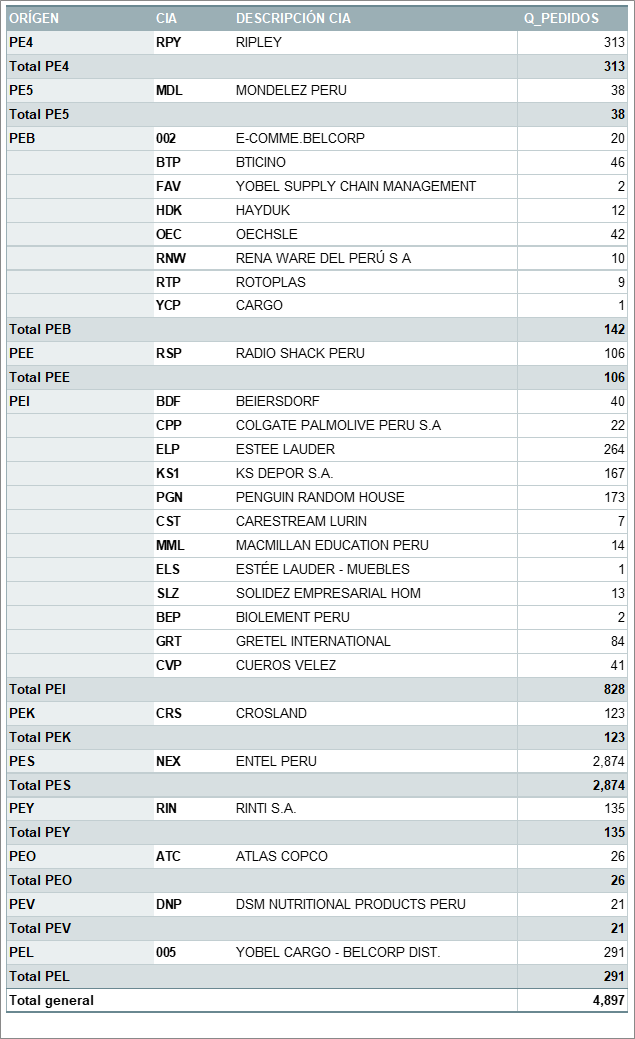 ORÍGEN CIA DESCRIPCIÓN CIA Q_PEDIDOS
PE4 RPY RIPLEY 313
Total PE4 313
PE5 MDL MONDELEZ PERU 38
Total PE5 38
PEB 002 E-COMME.BELCORP 20
BTP BTICINO 46
FAV YOBEL SUPPLY CHAIN MANAGEMENT 2
HDK HAYDUK 12
OEC OECHSLE 42
RNW RENA WARE DEL PERÚ S A 10
RTP ROTOPLAS 9
YCP CARGO 1
Total PEB 142
PEE RSP RADIO SHACK PERU 106
Total PEE 106
PEI BDF BEIERSDORF 40
CPP COLGATE PALMOLIVE PERU S.A 22
ELP ESTEE LAUDER 264
KS1 KS DEPOR S.A. 167
PGN PENGUIN RANDOM HOUSE 173
CST CARESTREAM LURIN 7
MML MACMILLAN EDUCATION PERU 14
ELS ESTÉE LAUDER - MUEBLES 1
SLZ SOLIDEZ EMPRESARIAL HOM 13
BEP BIOLEMENT PERU 2
GRT GRETEL INTERNATIONAL 84
CVP CUEROS VELEZ 41
Total PEI 828
PEK CRS CROSLAND 123
Total PEK 123
PES NEX ENTEL PERU 2,874
Total PES 2,874
PEY RIN RINTI S.A. 135
Total PEY 135
PEO ATC ATLAS COPCO 26
Total PEO 26
PEV DNP DSM NUTRITIONAL PRODUCTS PERU 21
Total PEV 21
PEL 005 YOBEL CARGO - BELCORP DIST. 291
Total PEL 291
Total general 4,897